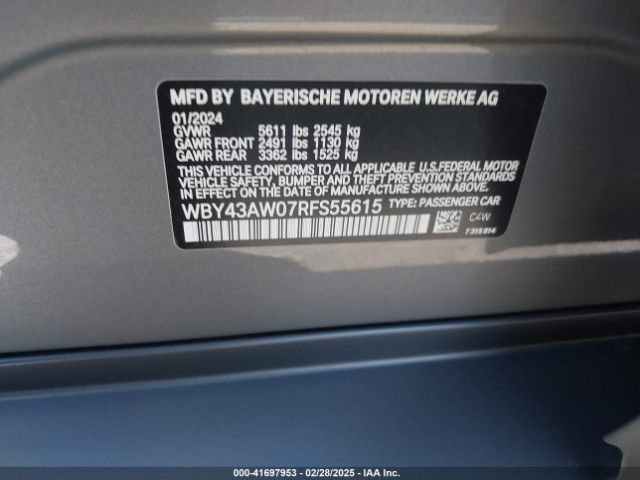 MFD BY BAYERISCHE MOTOREN WERKE AG
01/2024
GVWR 5611 lbs 2545 kg
GAWR FRONT 2491 lbs 1130 kg
GAWR REAR 3362 lbs 1525 kg
THIS VEHICLE CONFORMS TO ALL APPLICABLE U.S.FEDERAL MOTOR
VEHICLE SAFETY, BUMPER, AND THEFT PREVENTION STANDARDS
IN EFFECT ON THE DATE OF MANUFACTURE SHOWN ABOVE.
WBY43AW07RFS55615 TYPE: PASSENGER CAR
C4W
7 319 814
000-41697953 • 02/28/2025 • IAA Inc.